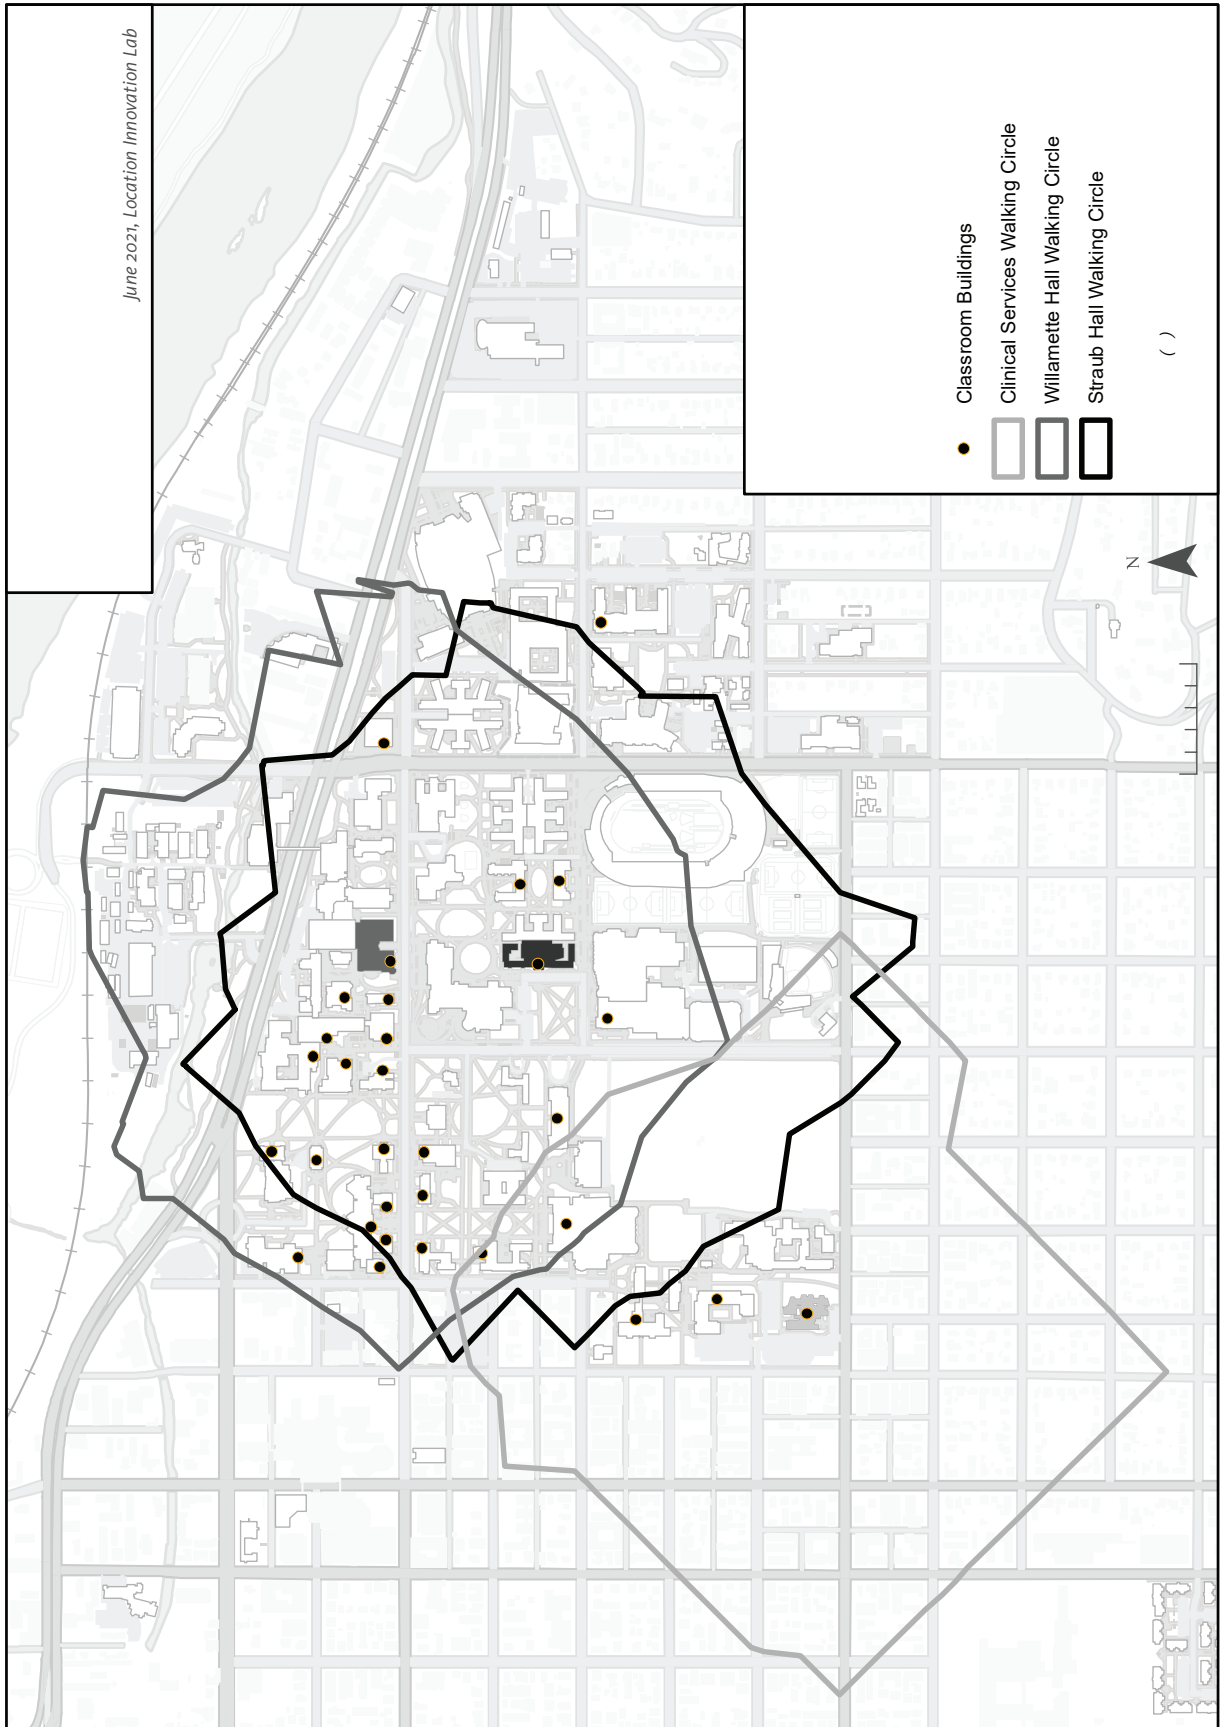 June 2021, Location Innovation Lab
Classroom Buildings
Clinical Services Walking Circle
Willamette Hall Walking Circle
Straub Hall Walking Circle
( )
N